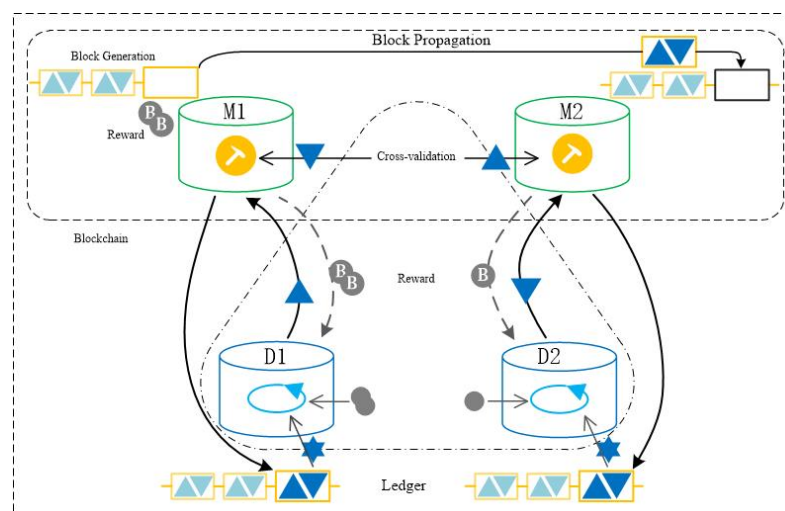 Block Propagation
Block Generation
B
B
Reward
M1
M2
Cross-validation
Blockchain
B
B
Reward
B
D1
D2
Ledger